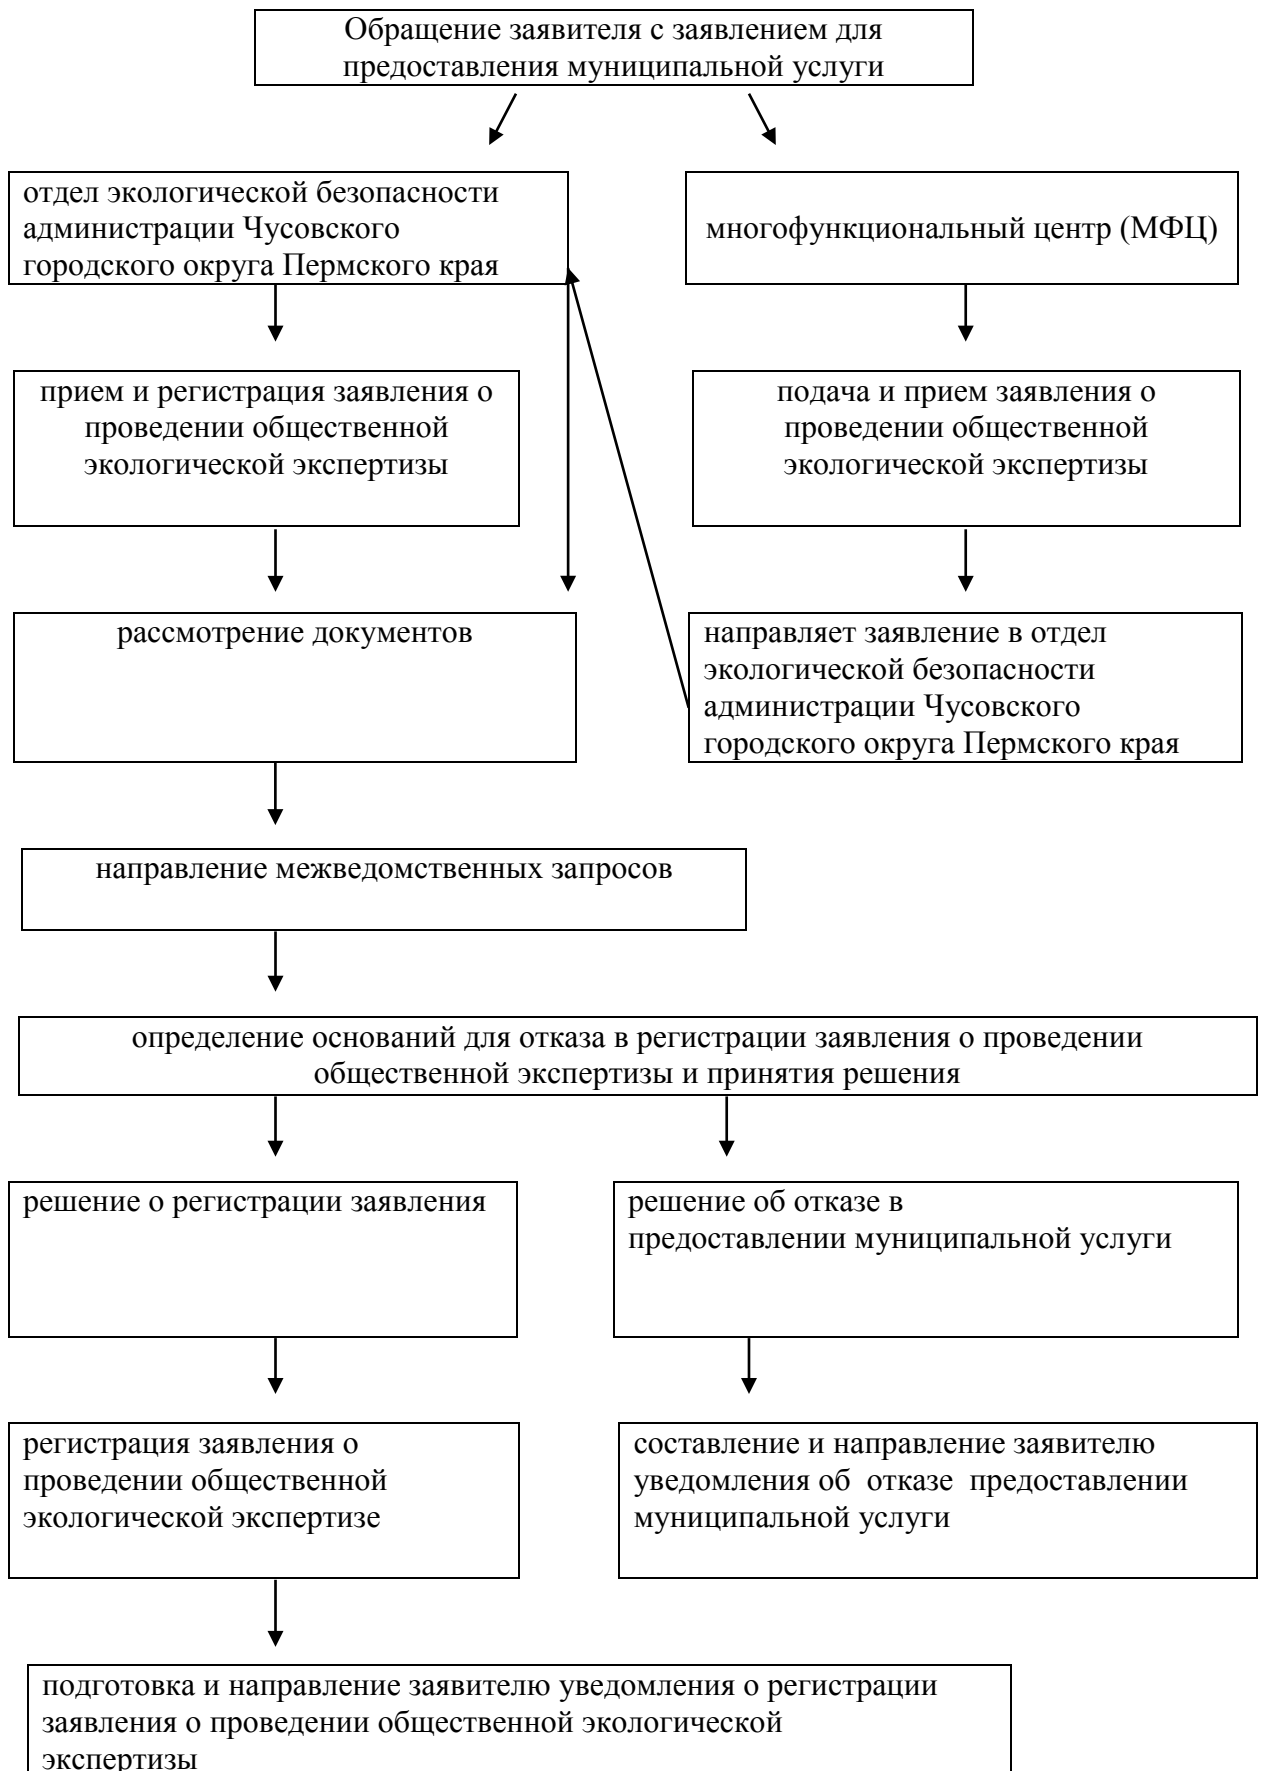 Обращение заявителя с заявлением для
предоставления муниципальной услуги
отдел экологической безопасности
администрации Чусовского
городского округа Пермского края
многофункциональный центр (МФЦ)
прием и регистрация заявления о
проведении общественной
экологической экспертизы
подача и прием заявления о
проведении общественной
экологической экспертизы
рассмотрение документов
направляет заявление в отдел
экологической безопасности
администрации Чусовского
городского округа Пермского края
направление межведомственных запросов
определение оснований для отказа в регистрации заявления о проведении
общественной экспертизы и принятия решения
решение о регистрации заявления
решение об отказе в
предоставлении муниципальной услуги
регистрация заявления о
проведении общественной
экологической экспертизе
составление и направление заявителю
уведомления об  отказе  предоставлении
муниципальной услуги
подготовка и направление заявителю уведомления о регистрации
заявления о проведении общественной экологической
экспертизы